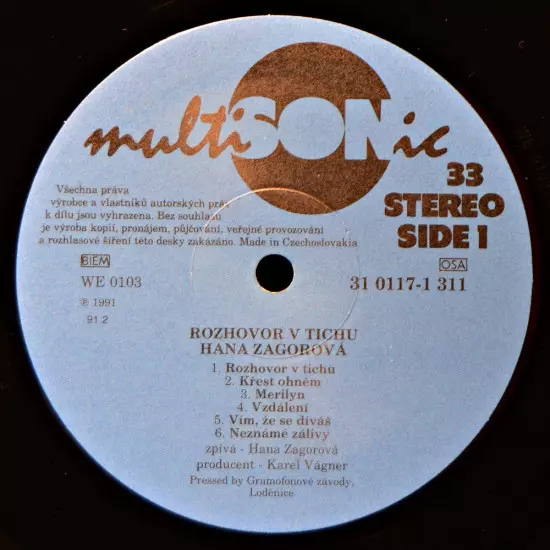 multiSONic
33
STEREO
SIDE 1
Všechna práva
výrobce a vlastníků autorských práv
k dílu jsou vyhrazena. Bez souhlasu
je výroba kopií, pronájem, půjčování, veřejné provozování
a rozhlasové šíření této desky zakázáno. Made in Czechoslovakia
BIEM
OSA
WE 0103
31 0117-1 311
℗ 1991
91 2
ROZHOVOR V TICHU
HANA ZAGOROVÁ
1. Rozhovor v tichu
2. Křest ohněm
3. Merilyn
4. Vzdálení
5. Vím, že se díváš
6. Neznámé zálivy
zpívá - Hana Zagorová
producent - Karel Vágner
Pressed by Gramofonové závody,
Loděnice